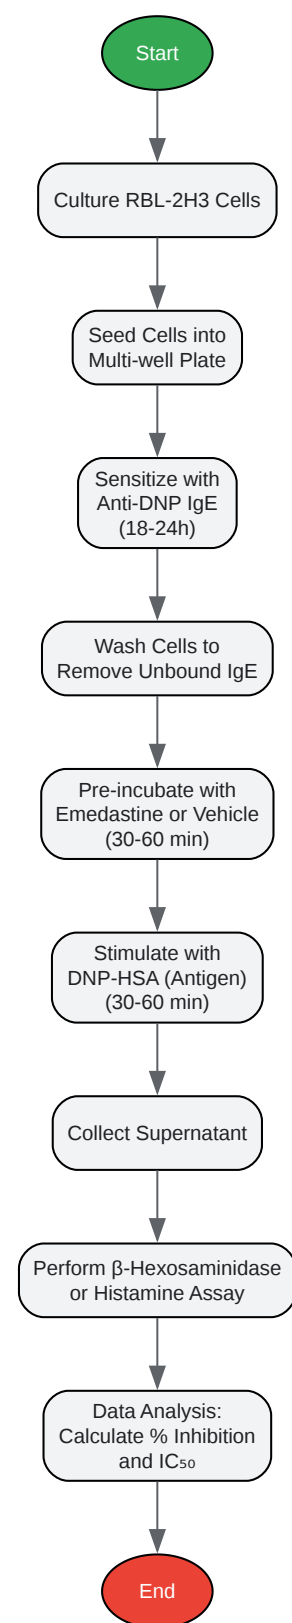 Start
Culture RBL-2H3 Cells
Seed Cells into
Multi-well Plate
Sensitize with
Anti-DNP IgE
(18-24h)
Wash Cells to
Remove Unbound IgE
Pre-incubate with
Emedastine or Vehicle
(30-60 min)
Stimulate with
DNP-HSA (Antigen)
(30-60 min)
Collect Supernatant
Perform β-Hexosaminidase
or Histamine Assay
Data Analysis:
Calculate % Inhibition
and IC₅₀
End